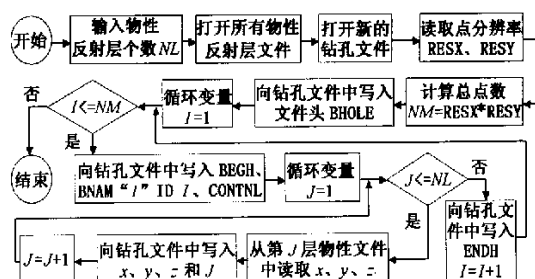 开始
输入物性
反射层个数NL
打开所有物性
反射层文件
打开新的
钻孔文件
读取点分辨率
RESX、RESY
计算总点数
NM=RESX*RESY
向钻孔文件中写入
文件头 BHOLE
循环变量
I=1
I<=NM
否
是
结束
向钻孔文件中写入 BEGH、
BNAM“I”ID I、CONTNL
循环变量
J=1
J<=NL
否
是
向钻孔文
件中写入
ENDH
I=I+1
从第 J 层物性文件
中读取 x、y、z
向钻孔文件中写入
x、y、z 和 J
J=J+1